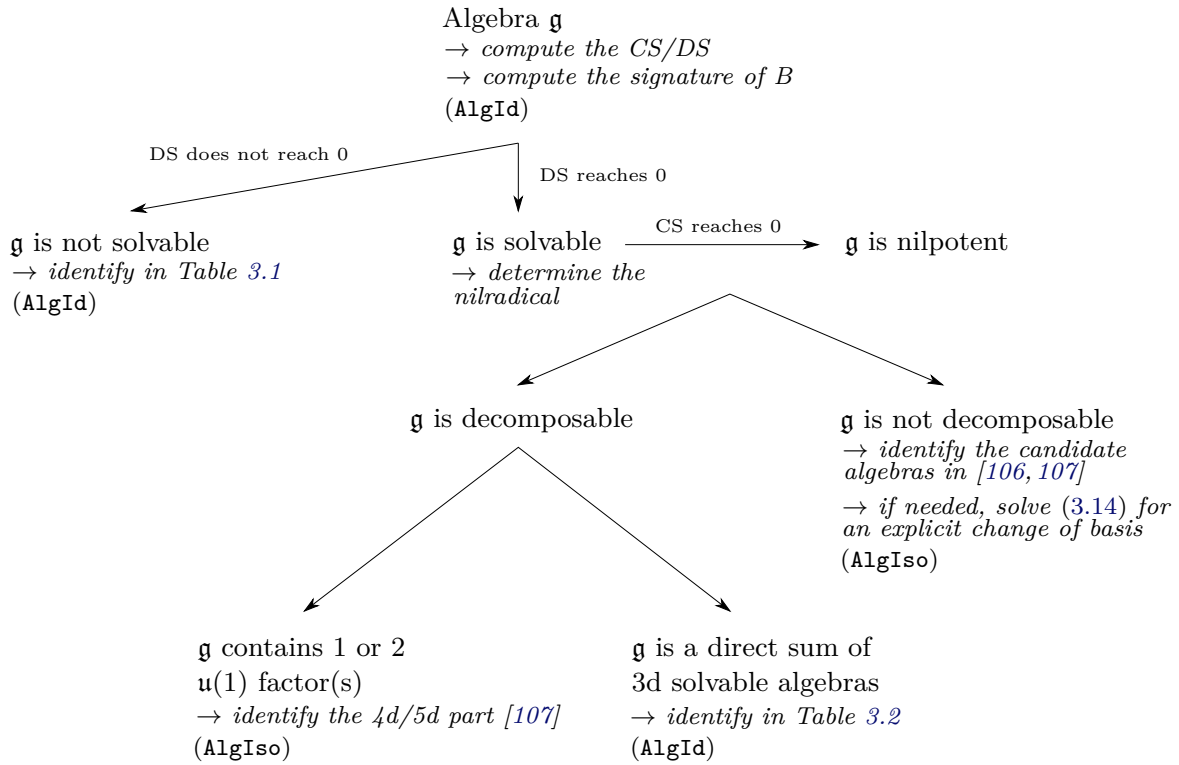 Algebra 𝔤
→ compute the CS/DS
→ compute the signature of B
(AlgId)
DS does not reach 0
DS reaches 0
𝔤 is not solvable
→ identify in Table 3.1
(AlgId)
𝔤 is solvable
→ determine the
nilradical
CS reaches 0
𝔤 is nilpotent
𝔤 is decomposable
𝔤 is not decomposable
→ identify the candidate
algebras in [106, 107]
→ if needed, solve (3.14) for
an explicit change of basis
(AlgIso)
𝔤 contains 1 or 2
𝔲(1) factor(s)
→ identify the 4d/5d part [107]
(AlgIso)
𝔤 is a direct sum of
3d solvable algebras
→ identify in Table 3.2
(AlgId)